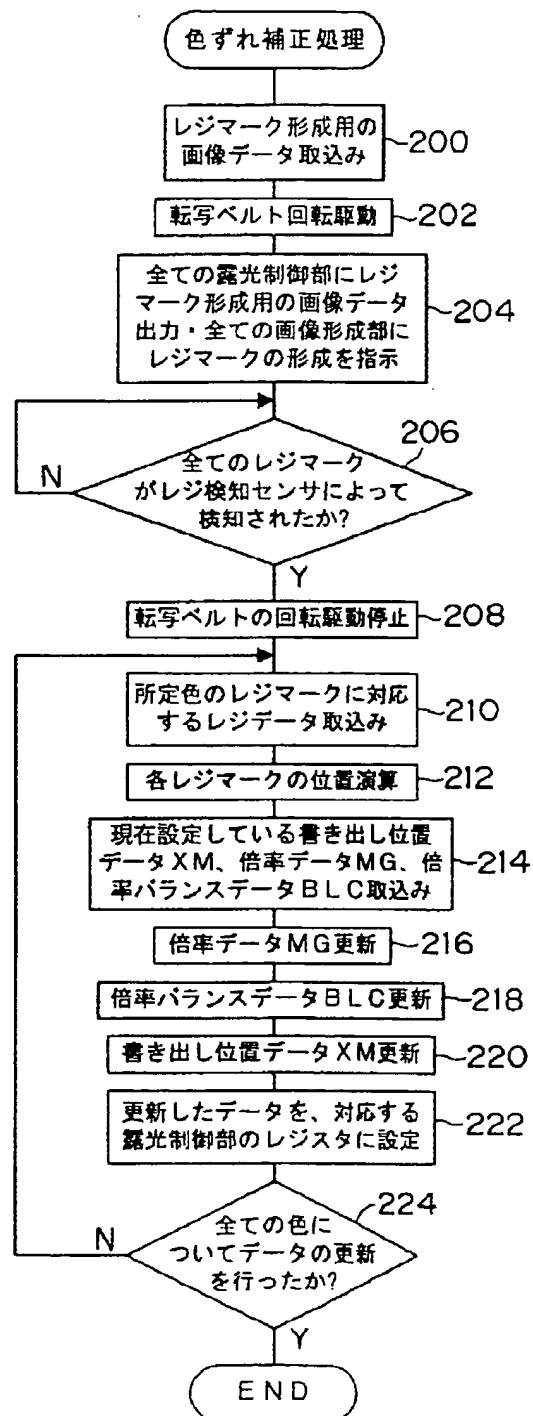 色ずれ補正処理
レジマーク形成用の
画像データ取込み
200
転写ベルト回転駆動
202
全ての露光制御部にレジ
マーク形成用の画像データ
出力・全ての画像形成部に
レジマークの形成を指示
204
206
全てのレジマーク
がレジ検知センサによって
検知されたか?
N
Y
転写ベルトの回転駆動停止
208
所定色のレジマークに対応
するレジデータ取込み
210
各レジマークの位置演算
212
現在設定している書き出し位置
データXM、倍率データMG、倍
率バランスデータBLC取込み
214
倍率データMG更新
216
倍率バランスデータBLC更新
218
書き出し位置データXM更新
220
更新したデータを、対応する
露光制御部のレジスタに設定
222
224
全ての色に
ついてデータの更新
を行ったか?
N
Y
END